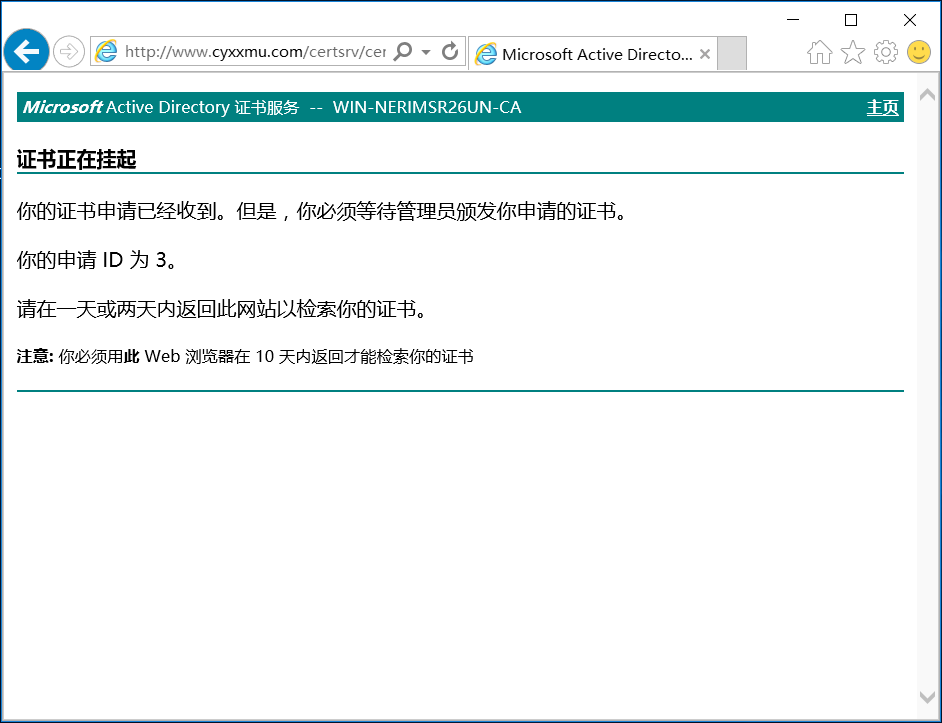 http://www.cyxxmu.com/certsrv/cer
Microsoft Active Directo...
Microsoft Active Directory 证书服务 -- WIN-NERIMSR26UN-CA 主页
证书正在挂起
你的证书申请已经收到。但是，你必须等待管理员颁发你申请的证书。
你的申请 ID 为 3。
请在一天或两天内返回此网站以检索你的证书。
注意: 你必须用此 Web 浏览器在 10 天内返回才能检索你的证书